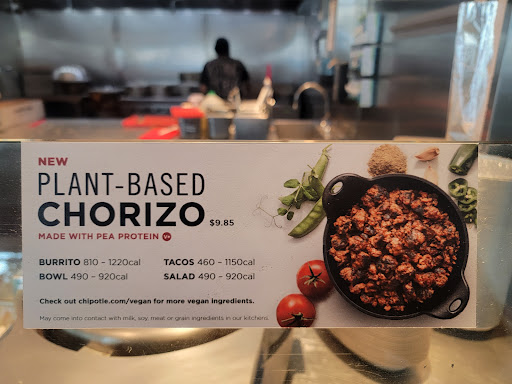 NEW
PLANT-BASED
CHORIZO $9.85
MADE WITH PEA PROTEIN
BURRITO 810 - 1220cal TACOS 460 - 1150cal
BOWL 490 - 920cal SALAD 490 - 920cal
Check out chipotle.com/vegan for more vegan ingredients.
May come into contact with milk, soy, meat or grain ingredients in our kitchens.